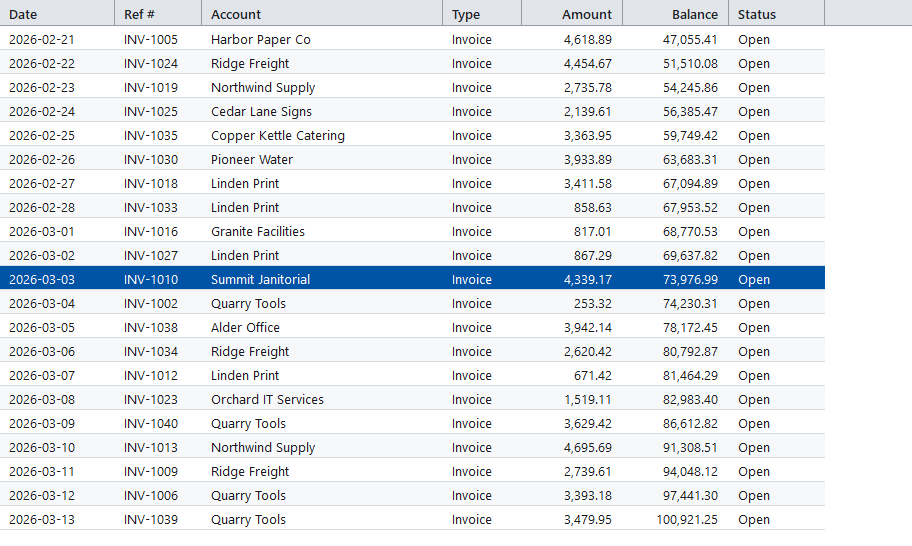 Date Ref # Account Type Amount Balance Status
2026-02-21 INV-1005 Harbor Paper Co Invoice 4,618.89 47,055.41 Open
2026-02-22 INV-1024 Ridge Freight Invoice 4,454.67 51,510.08 Open
2026-02-23 INV-1019 Northwind Supply Invoice 2,735.78 54,245.86 Open
2026-02-24 INV-1025 Cedar Lane Signs Invoice 2,139.61 56,385.47 Open
2026-02-25 INV-1035 Copper Kettle Catering Invoice 3,363.95 59,749.42 Open
2026-02-26 INV-1030 Pioneer Water Invoice 3,933.89 63,683.31 Open
2026-02-27 INV-1018 Linden Print Invoice 3,411.58 67,094.89 Open
2026-02-28 INV-1033 Linden Print Invoice 858.63 67,953.52 Open
2026-03-01 INV-1016 Granite Facilities Invoice 817.01 68,770.53 Open
2026-03-02 INV-1027 Linden Print Invoice 867.29 69,637.82 Open
2026-03-03 INV-1010 Summit Janitorial Invoice 4,339.17 73,976.99 Open
2026-03-04 INV-1002 Quarry Tools Invoice 253.32 74,230.31 Open
2026-03-05 INV-1038 Alder Office Invoice 3,942.14 78,172.45 Open
2026-03-06 INV-1034 Ridge Freight Invoice 2,620.42 80,792.87 Open
2026-03-07 INV-1012 Linden Print Invoice 671.42 81,464.29 Open
2026-03-08 INV-1023 Orchard IT Services Invoice 1,519.11 82,983.40 Open
2026-03-09 INV-1040 Quarry Tools Invoice 3,629.42 86,612.82 Open
2026-03-10 INV-1013 Northwind Supply Invoice 4,695.69 91,308.51 Open
2026-03-11 INV-1009 Ridge Freight Invoice 2,739.61 94,048.12 Open
2026-03-12 INV-1006 Quarry Tools Invoice 3,393.18 97,441.30 Open
2026-03-13 INV-1039 Quarry Tools Invoice 3,479.95 100,921.25 Open